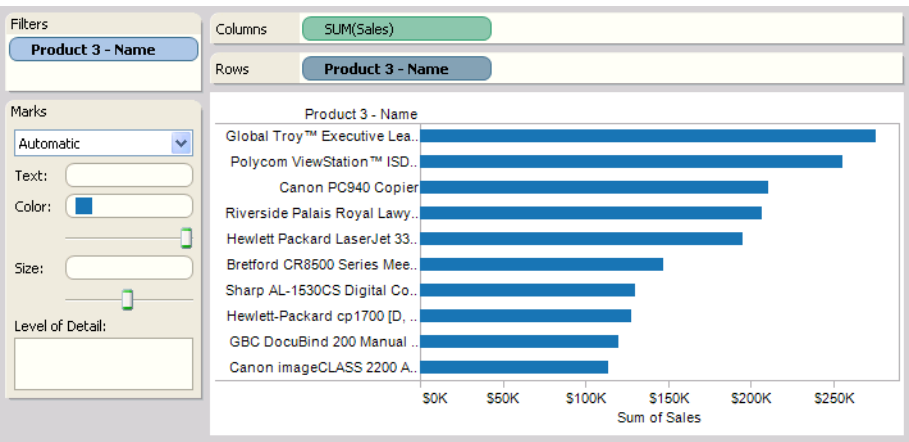 Filters
Product 3 - Name
Columns SUM(Sales)
Rows Product 3 - Name
Marks
Automatic
Text:
Color:
Size:
Level of Detail:
Product 3 - Name
Global Troy™ Executive Lea..
Polycom ViewStation™ ISD..
Canon PC940 Copier
Riverside Palais Royal Lawy..
Hewlett Packard LaserJet 33..
Bretford CR8500 Series Mee..
Sharp AL-1530CS Digital Co..
Hewlett-Packard cp1700 [D, ..
GBC DocuBind 200 Manual ..
Canon imageCLASS 2200 A..
$0K $50K $100K $150K $200K $250K
Sum of Sales